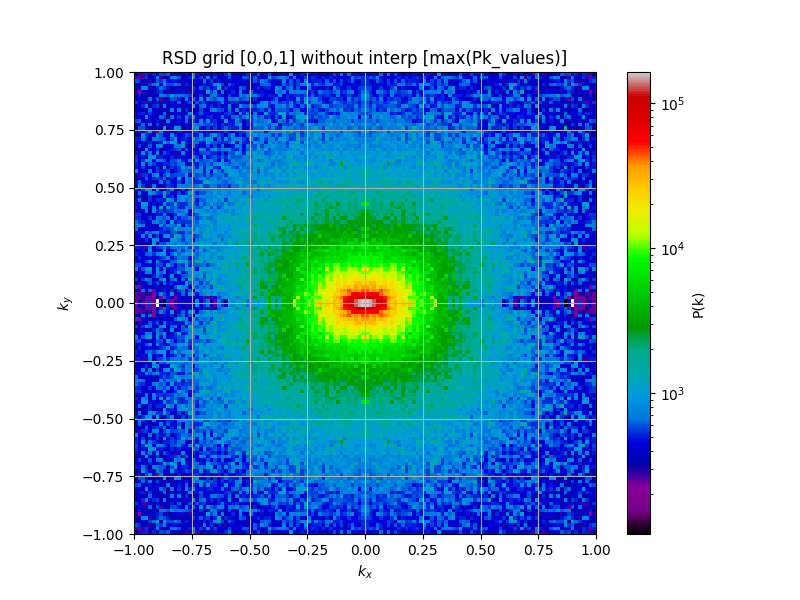 RSD grid [0,0,1] without interp [max(Pk_values)]
1.00
0.75
0.50
0.25
0.00
−0.25
−0.50
−0.75
−1.00
k_y
−1.00 −0.75 −0.50 −0.25 0.00 0.25 0.50 0.75 1.00
k_x
10^5
10^4
10^3
P(k)